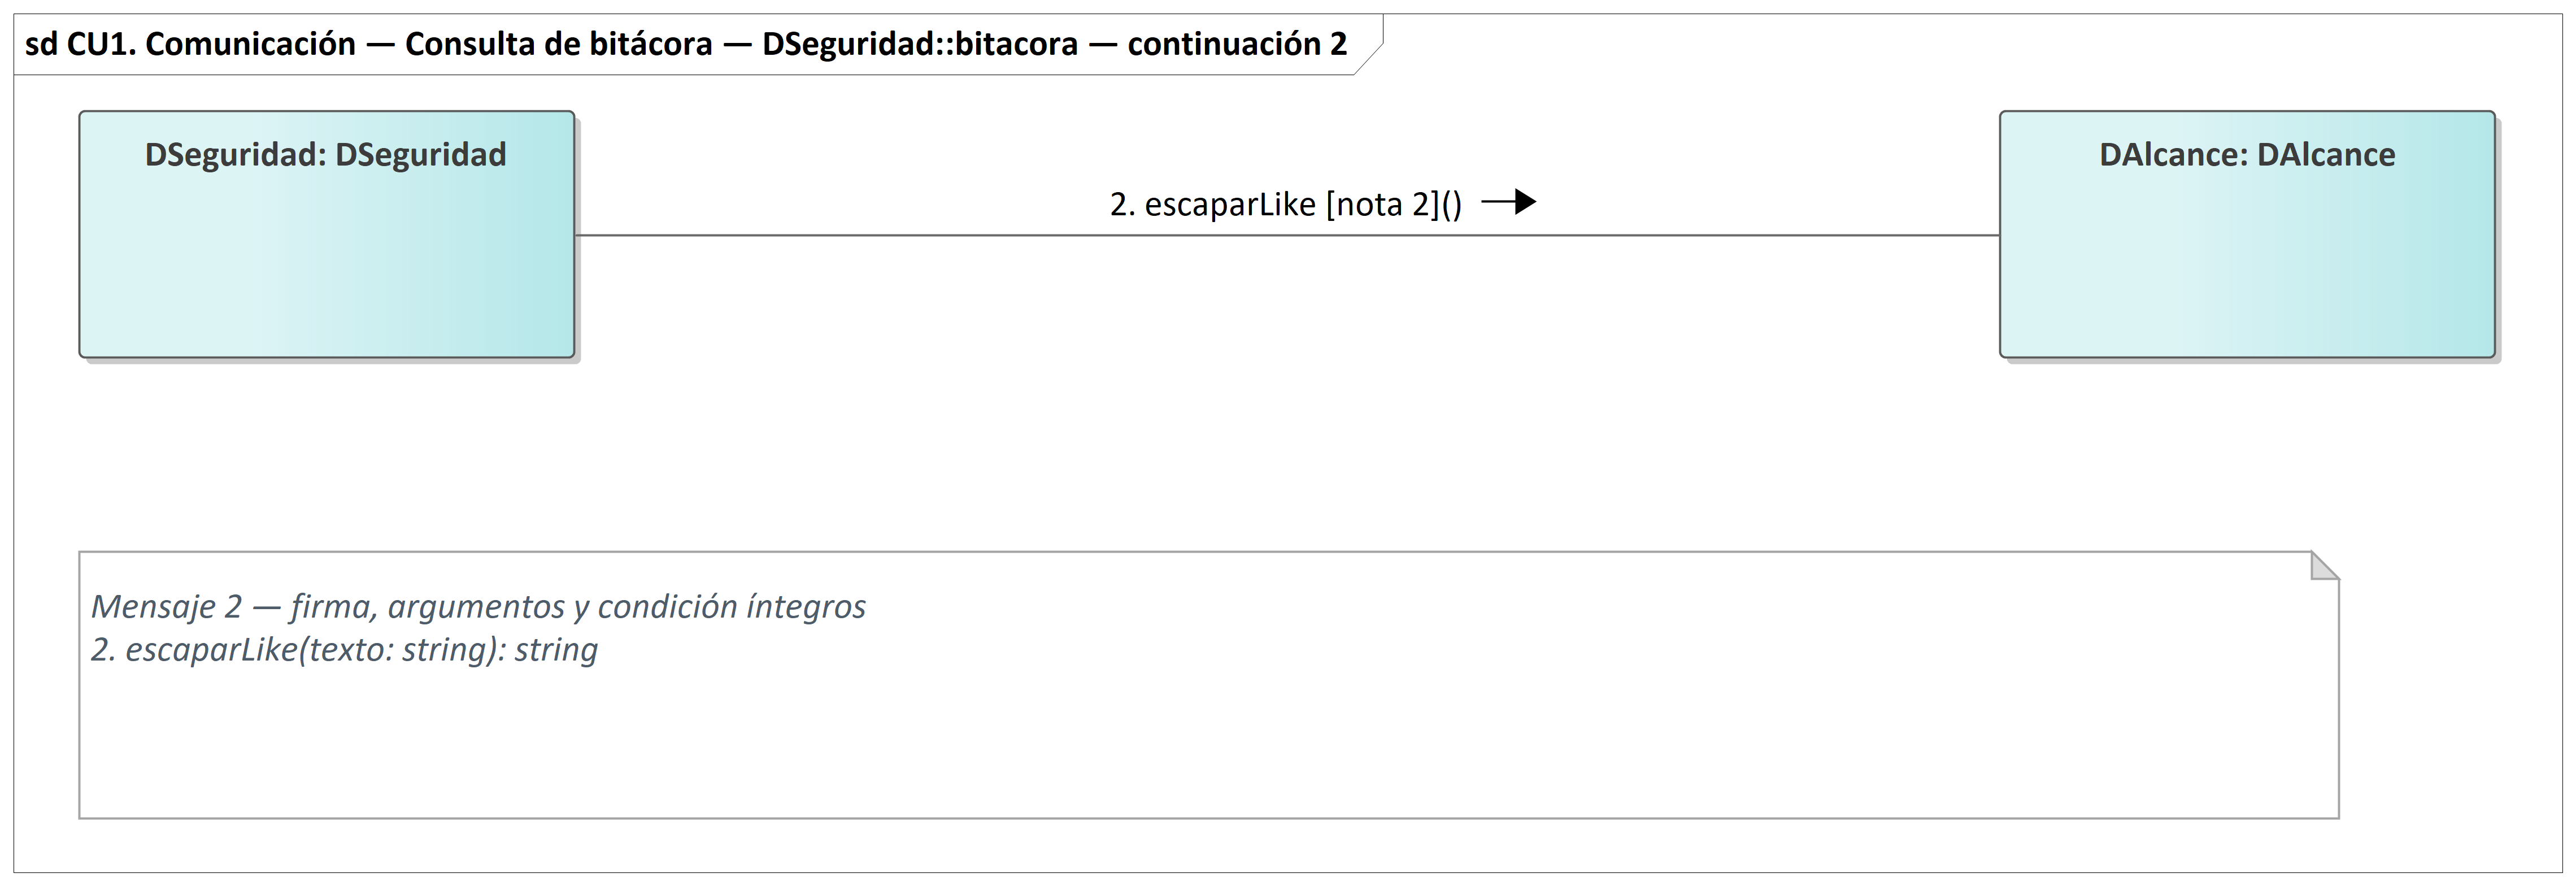 sd CU1. Comunicación — Consulta de bitácora — DSeguridad::bitacora — continuación 2
DSeguridad: DSeguridad
DAlcance: DAlcance
2. escaparLike [nota 2]()
Mensaje 2 — firma, argumentos y condición íntegros
2. escaparLike(texto: string): string